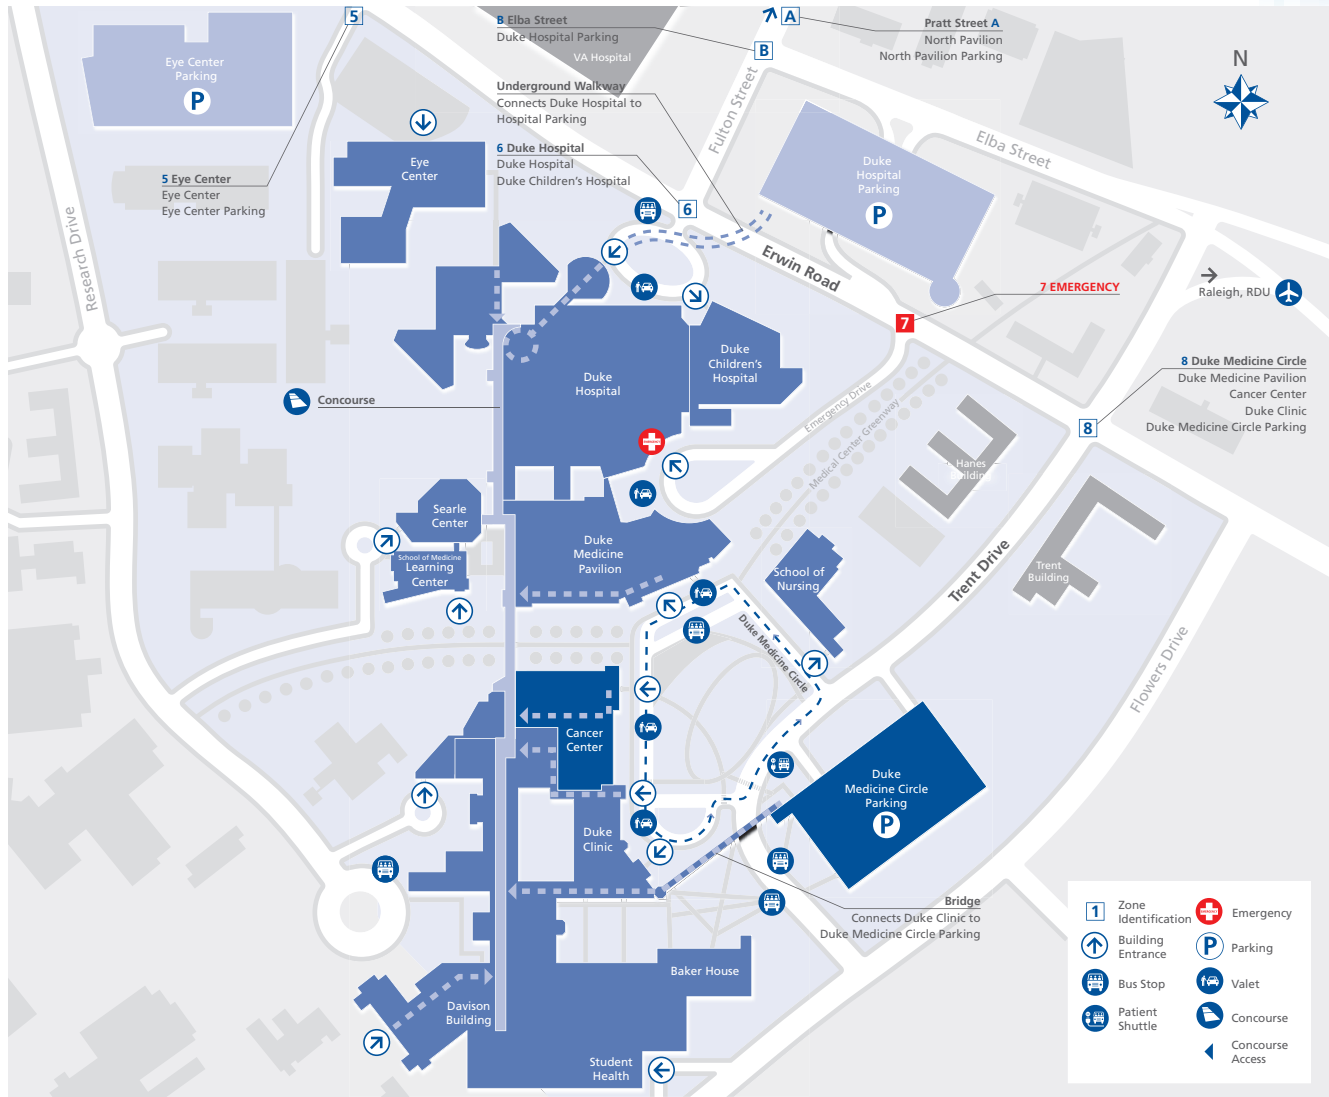 5
A
B Elba Street
Duke Hospital Parking
VA Hospital
B
Pratt Street A
North Pavilion
North Pavilion Parking
N
Eye Center
Parking
P
Underground Walkway
Connects Duke Hospital to
Hospital Parking
Fulton Street
Elba Street
6 Duke Hospital
Duke Hospital
Duke Children's Hospital
Eye
Center
Duke
Hospital
Parking
P
5 Eye Center
Eye Center
Eye Center Parking
6
Research Drive
Erwin Road
Raleigh, RDU
7 EMERGENCY
7
Duke
Children's
Hospital
Duke
Hospital
8 Duke Medicine Circle
Duke Medicine Pavilion
Cancer Center
Duke Clinic
Duke Medicine Circle Parking
Concourse
Emergency Drive
Medical Center Greenway
8
EMERGENCY
Hanes
Building
Searle
Center
School of Medicine
Learning
Center
Duke
Medicine
Pavilion
School of
Nursing
Trent Drive
Trent
Building
Duke Medicine Circle
Flowers Drive
Cancer
Center
Duke
Medicine Circle
Parking
P
Duke
Clinic
Bridge
Connects Duke Clinic to
Duke Medicine Circle Parking
Baker House
Davison
Building
Student
Health
1
Zone
Identification
EMERGENCY
Emergency
Building
Entrance
P
Parking
Bus Stop
Valet
Patient
Shuttle
Concourse
Concourse
Access